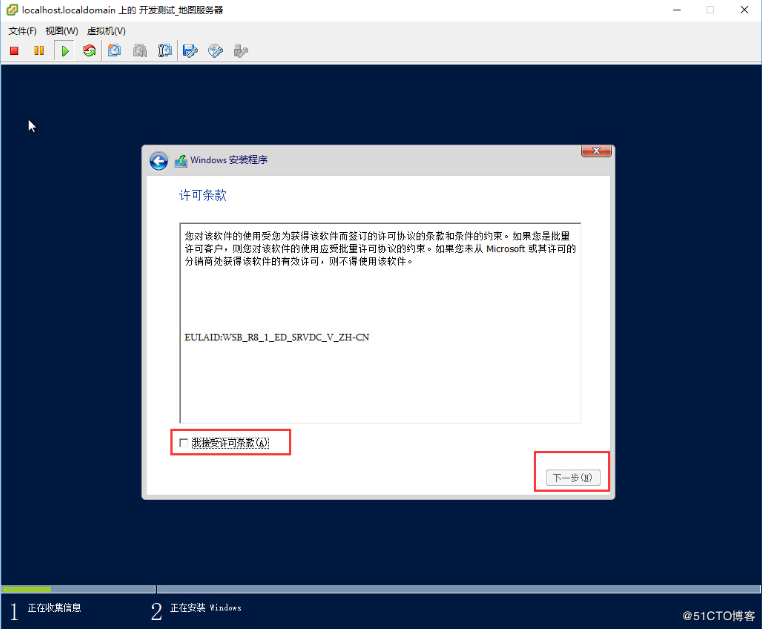 localhost.localdomain 上的 开发测试_地图服务器
文件(F) 视图(W) 虚拟机(V)
Windows 安装程序
许可条款
您对该软件的使用受您为获得该软件而签订的许可协议的条款和条件的约束。如果您是批量
许可客户，则您对该软件的使用应受批量许可协议的约束。如果您未从 Microsoft 或其许可的
分销商处获得该软件的有效许可，则不得使用该软件。
EULAID:WSB_R8_1_ED_SRVDC_V_ZH-CN
我接受许可条款(A)
下一步(N)
1 正在收集信息
2 正在安装 Windows
@51CTO博客